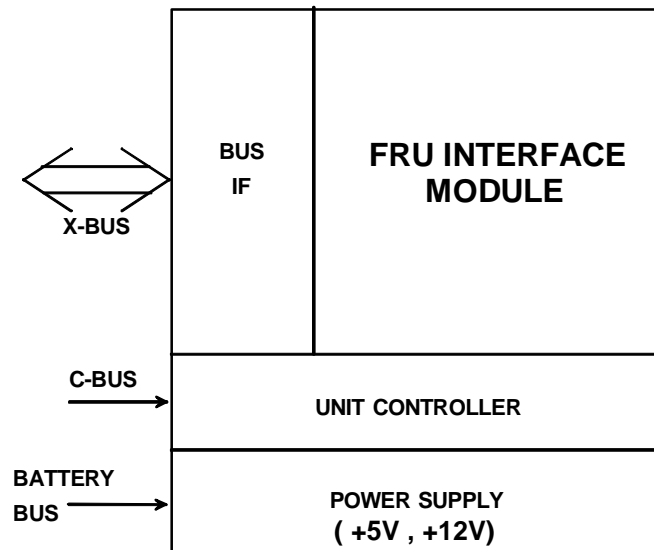 BUS
IF
FRU INTERFACE
MODULE
X-BUS
C-BUS
UNIT CONTROLLER
BATTERY
BUS
POWER SUPPLY
( +5V , +12V)